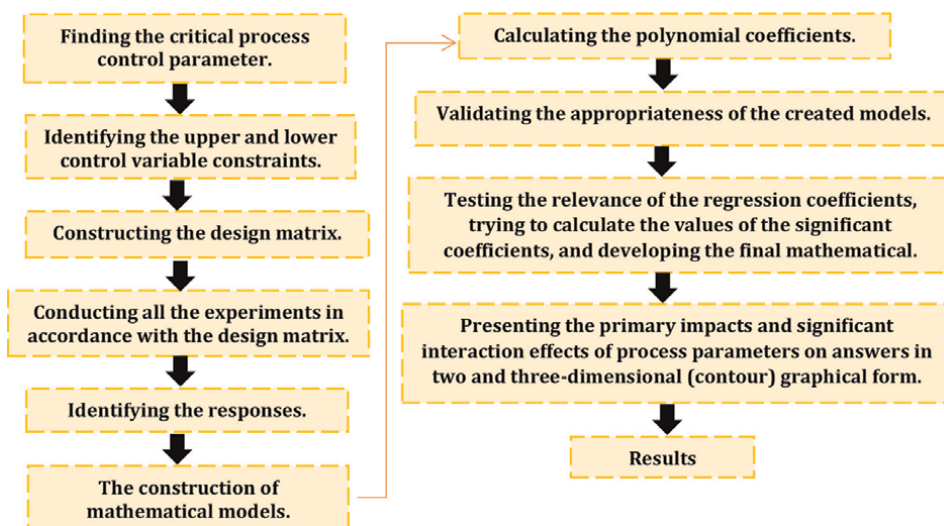 Finding the critical process
control parameter.
Identifying the upper and lower
control variable constraints.
Constructing the design matrix.
Conducting all the experiments in
accordance with the design matrix.
Identifying the responses.
The construction of
mathematical models.
Calculating the polynomial coefficients.
Validating the appropriateness of the created models.
Testing the relevance of the regression coefficients,
trying to calculate the values of the significant
coefficients, and developing the final mathematical.
Presenting the primary impacts and significant
interaction effects of process parameters on answers in
two and three-dimensional (contour) graphical form.
Results